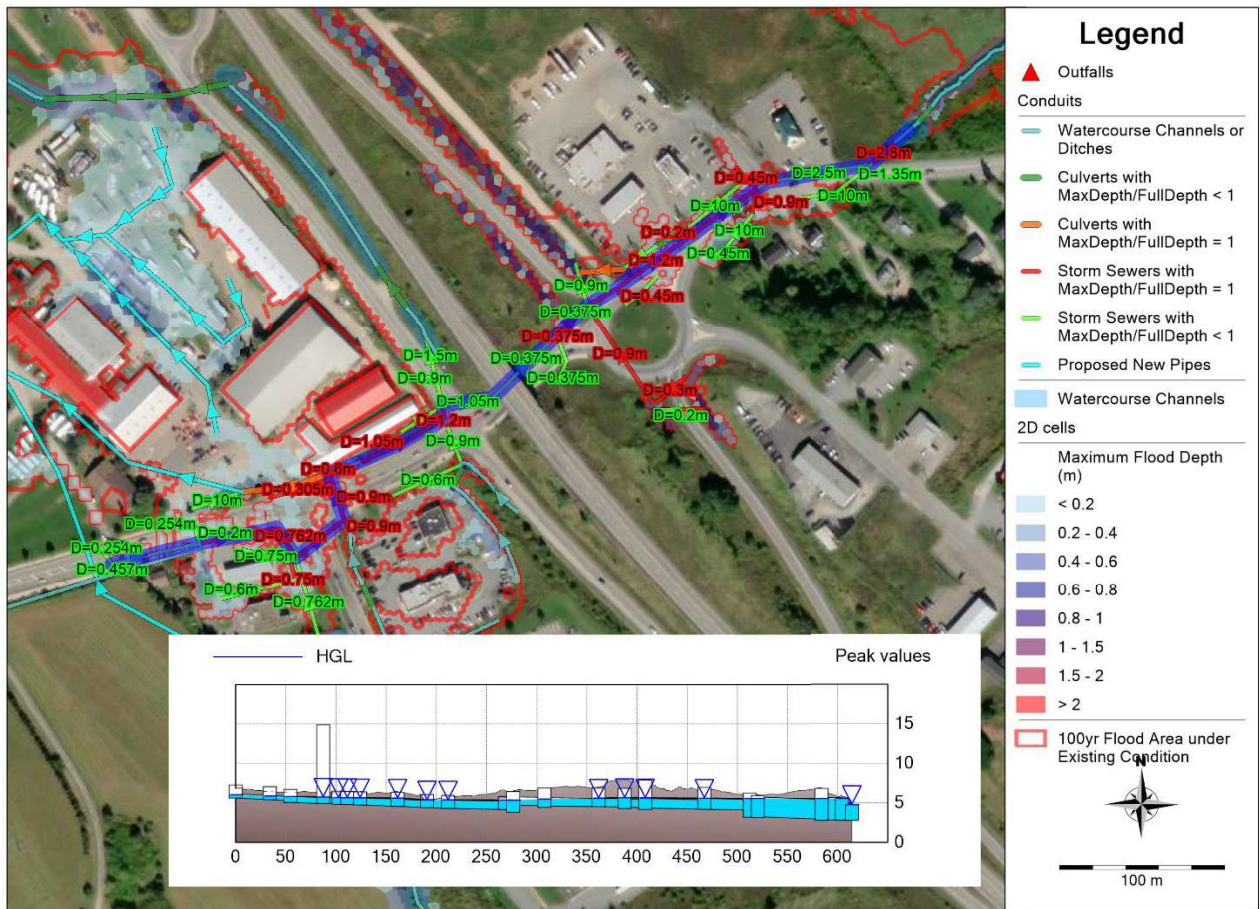 D=0.45m
D=2.8m
D=2.5m
D=1.35m
D=10m
D=0.9m
D=10m
D=0.2m
D=10m
D=0.45m
D=1.2m
D=0.9m
D=0.45m
D=0.375m
D=0.375m
D=0.9m
D=0.375m
D=0.375m
D=1.5m
D=0.9m
D=0.3m
D=0.2m
D=1.05m
D=1.2m
D=1.05m
D=0.9m
D=0.6m
D=0.6m
D=0.305m
D=0.9m
D=10m
D=0.254m
D=0.2m
D=0.762m
D=0.9m
D=0.254m
D=0.457m
D=0.75m
D=0.75m
D=0.6m
D=0.762m
HGL
Peak values
15
10
5
0
0 50 100 150 200 250 300 350 400 450 500 550 600
Legend
Outfalls
Conduits
Watercourse Channels or
Ditches
Culverts with
MaxDepth/FullDepth < 1
Culverts with
MaxDepth/FullDepth = 1
Storm Sewers with
MaxDepth/FullDepth = 1
Storm Sewers with
MaxDepth/FullDepth < 1
Proposed New Pipes
Watercourse Channels
2D cells
Maximum Flood Depth
(m)
< 0.2
0.2 - 0.4
0.4 - 0.6
0.6 - 0.8
0.8 - 1
1 - 1.5
1.5 - 2
> 2
100yr Flood Area under
Existing Condition
N
100 m